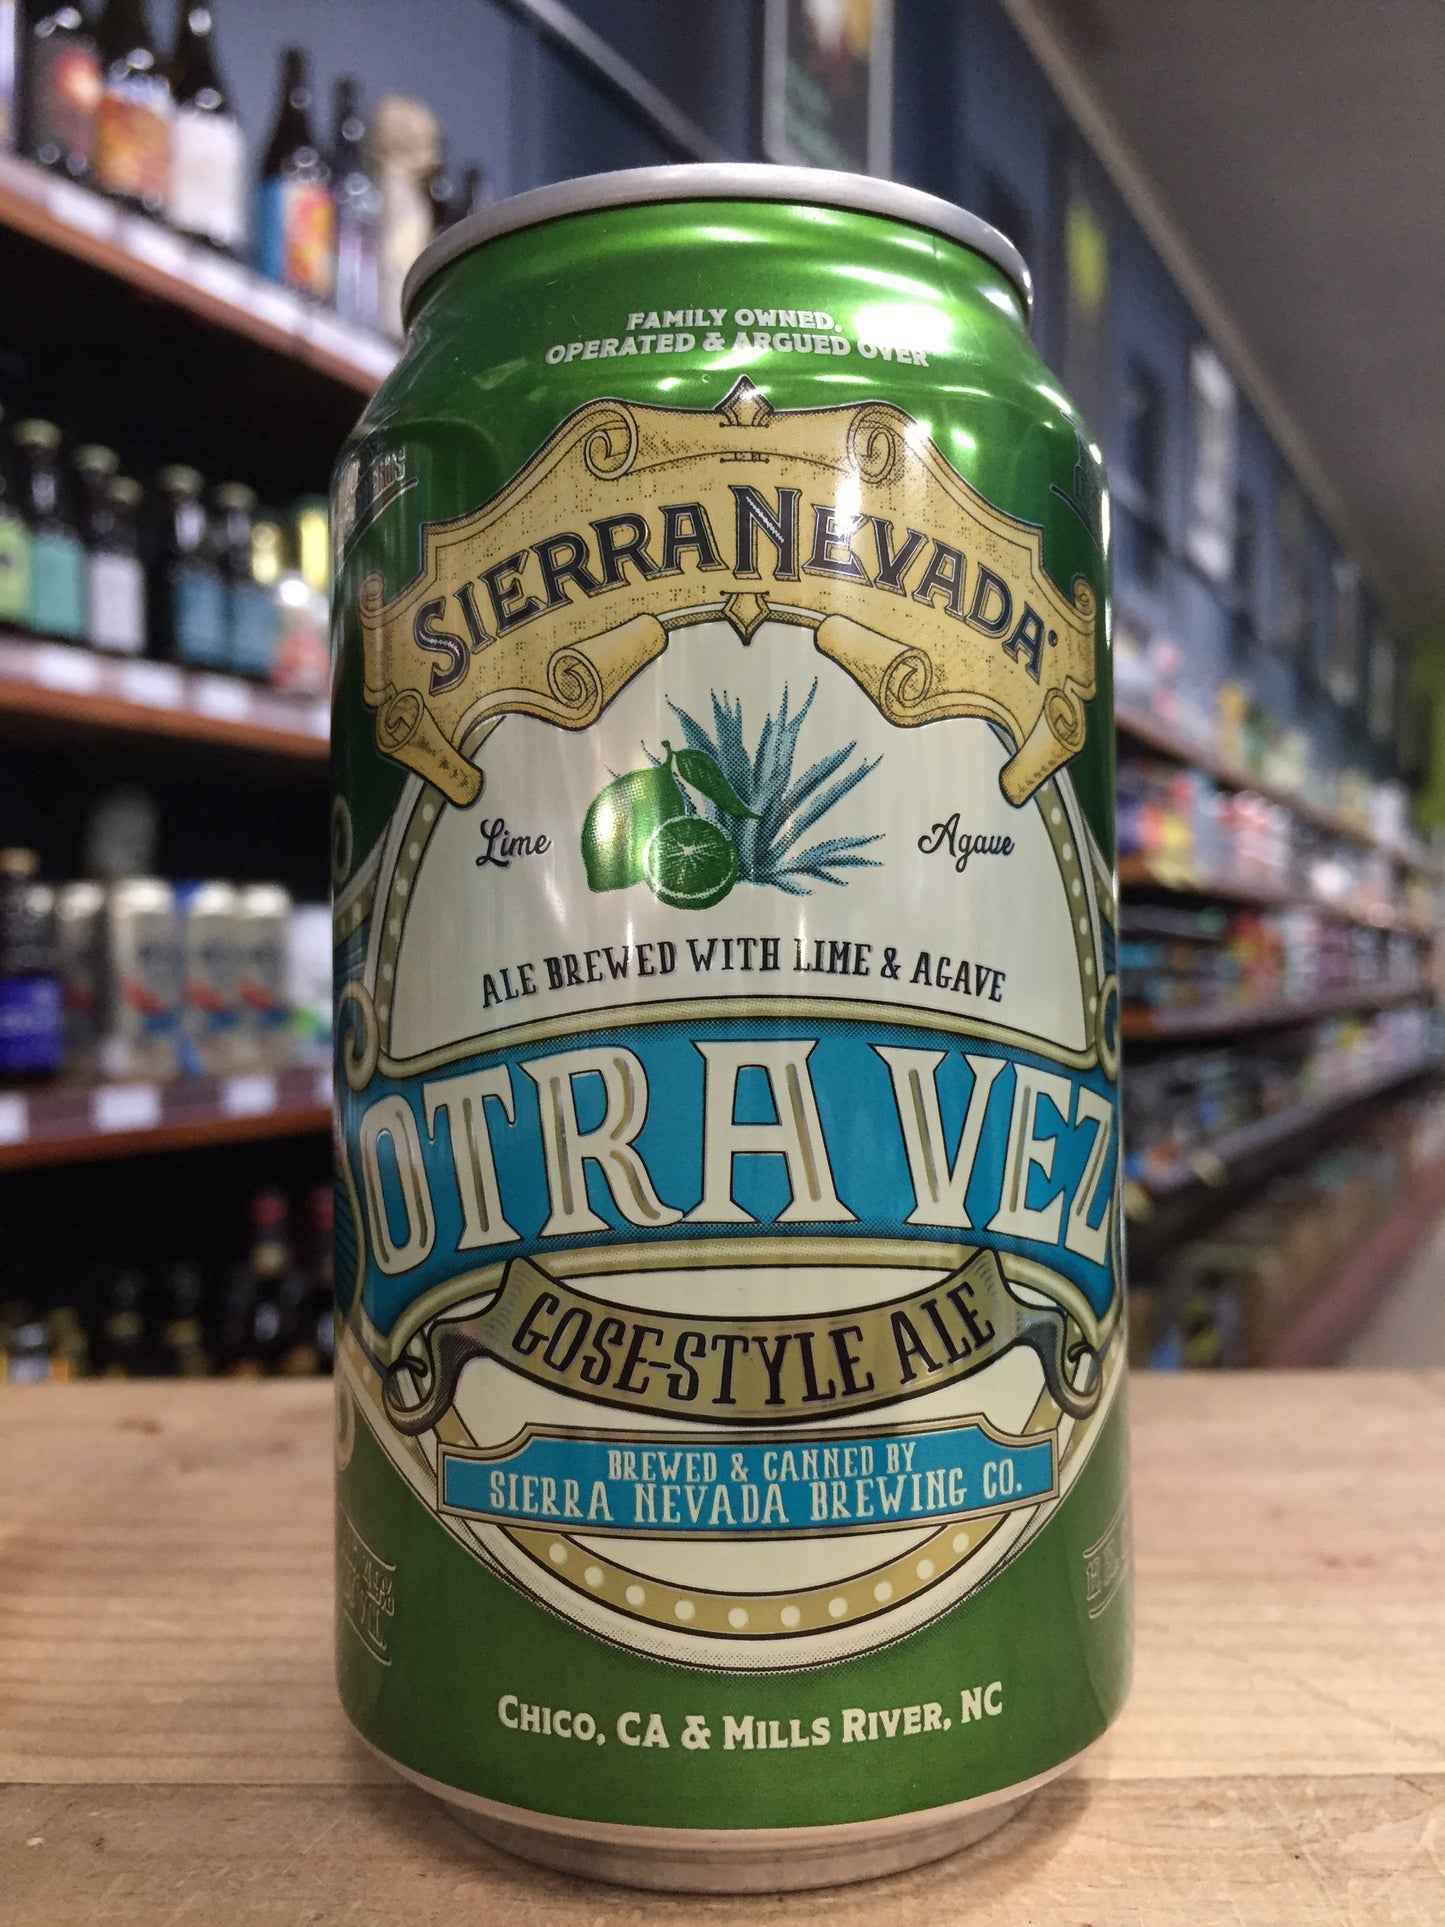 FAMILY OWNED,
OPERATED & ARGUED OVER
SIERRA NEVADA®
Lime
Agave
ALE BREWED WITH LIME & AGAVE
OTRA VEZ
GOSE-STYLE ALE
BREWED & CANNED BY
SIERRA NEVADA BREWING CO.
CHICO, CA & MILLS RIVER, NC